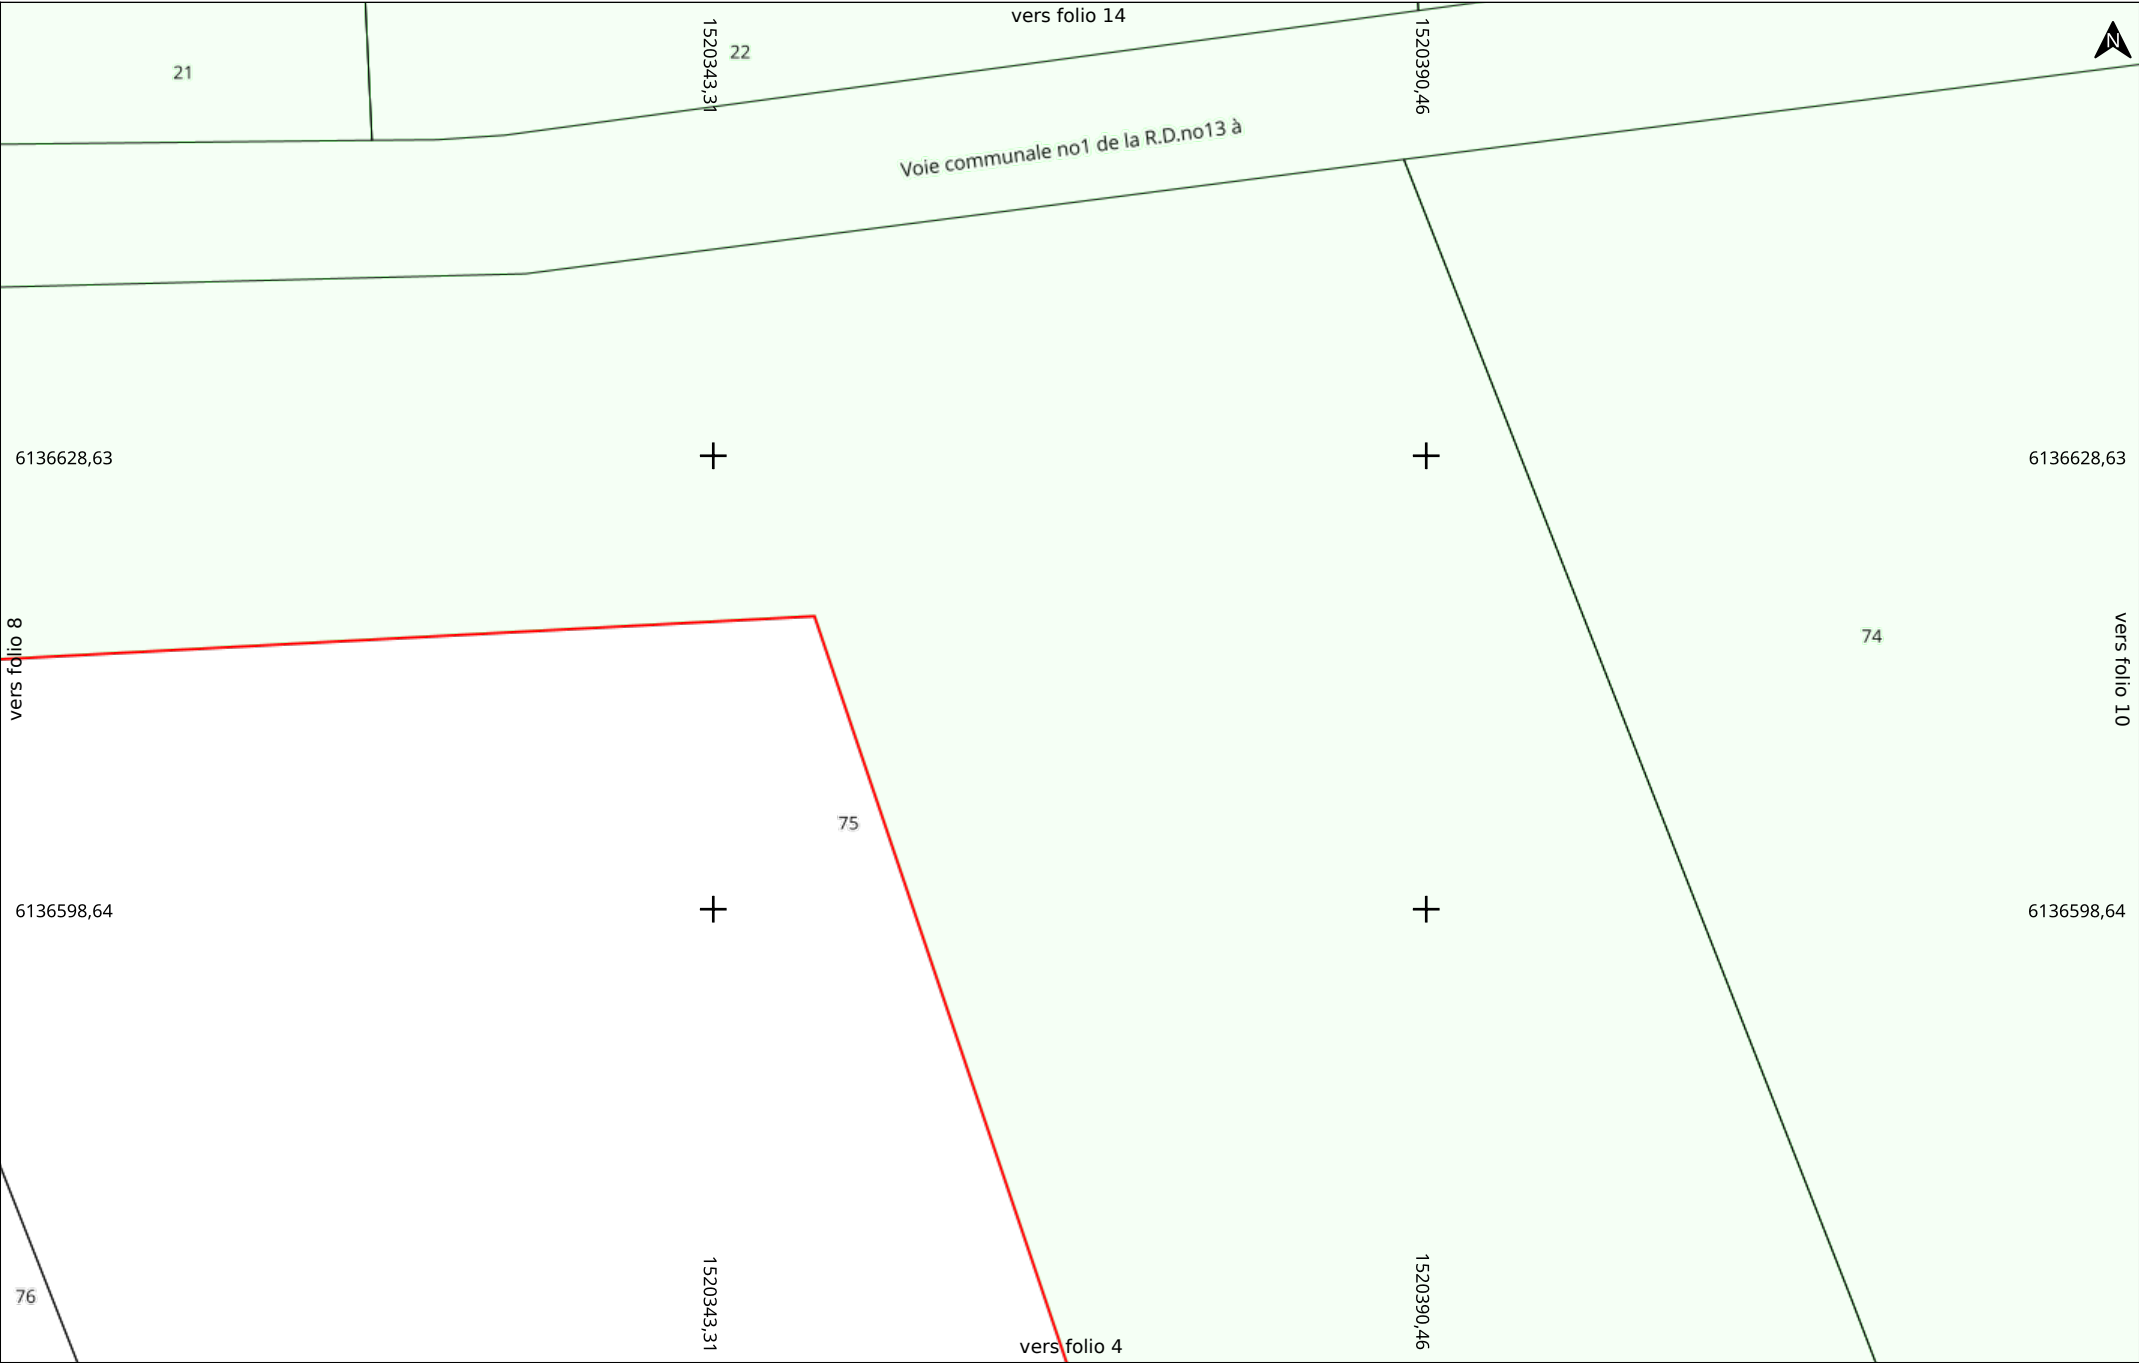 vers folio 14
1520343,31
1520390,46
N
22
21
Voie communale no1 de la R.D.no13 à
6136628,63
6136628,63
vers folio 8
74
vers folio 10
75
6136598,64
6136598,64
76
1520343,31
1520390,46
vers folio 4